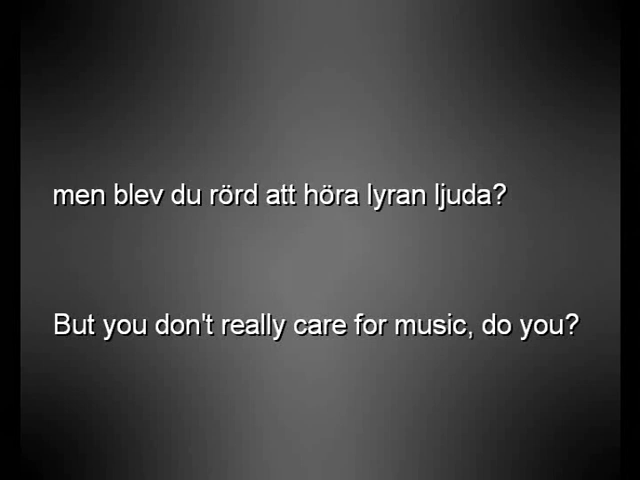 men blev du rörd att höra lyran ljuda?
But you don't really care for music, do you?